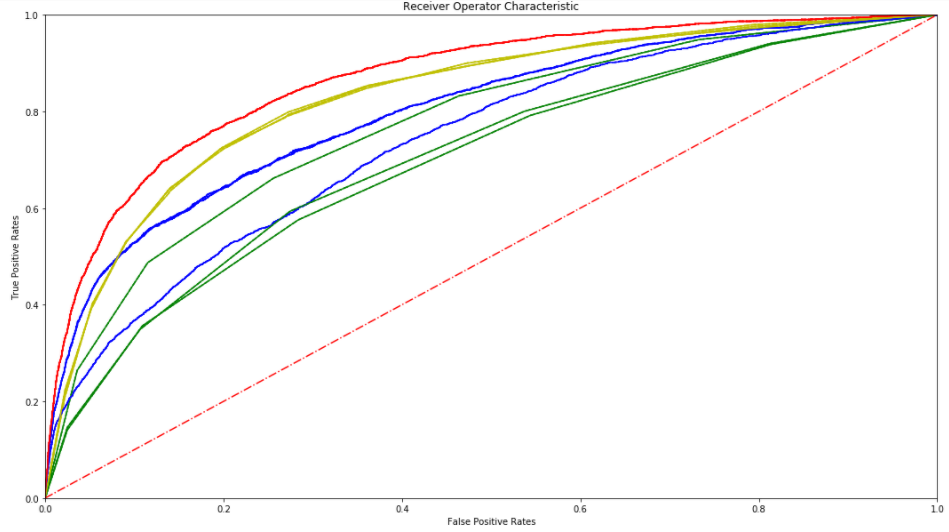 Receiver Operator Characteristic
1.0
0.8
0.6
0.4
0.2
0.0
True Positive Rates
0.0 0.2 0.4 0.6 0.8 1.0
False Positive Rates